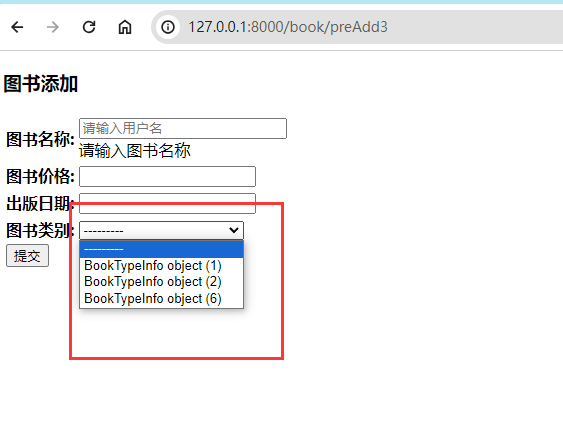 127.0.0.1:8000/book/preAdd3
图书添加
图书名称: 请输入用户名
请输入图书名称
图书价格:
出版日期:
图书类别: ---------
---------
BookTypeInfo object (1)
BookTypeInfo object (2)
BookTypeInfo object (6)
提交